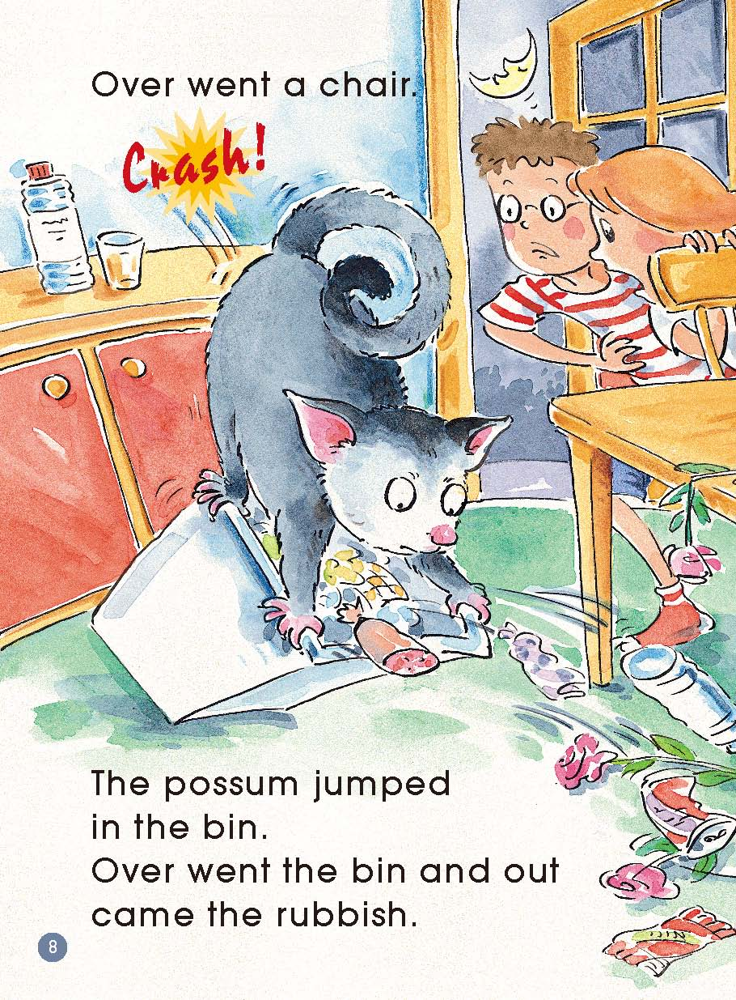 Over went a chair.
Crash!
The possum jumped
in the bin.
Over went the bin and out
came the rubbish.
8